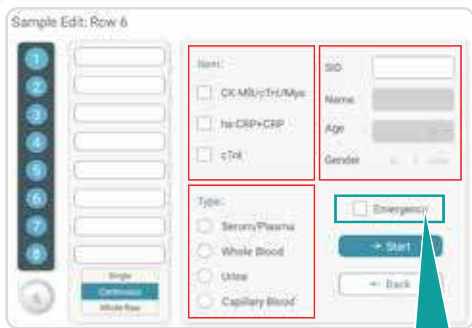 Sample Edit: Row 6
1
2
3
4
5
6
7
8
Single
Continuous
Whole Row
Item:
CK-MB/cTnI/Myo
hs-CRP+CRP
cTnI
Type:
Serum/Plasma
Whole Blood
Urine
Capillary Blood
SID
Name
Age
Gender
Emergency
Start
Back